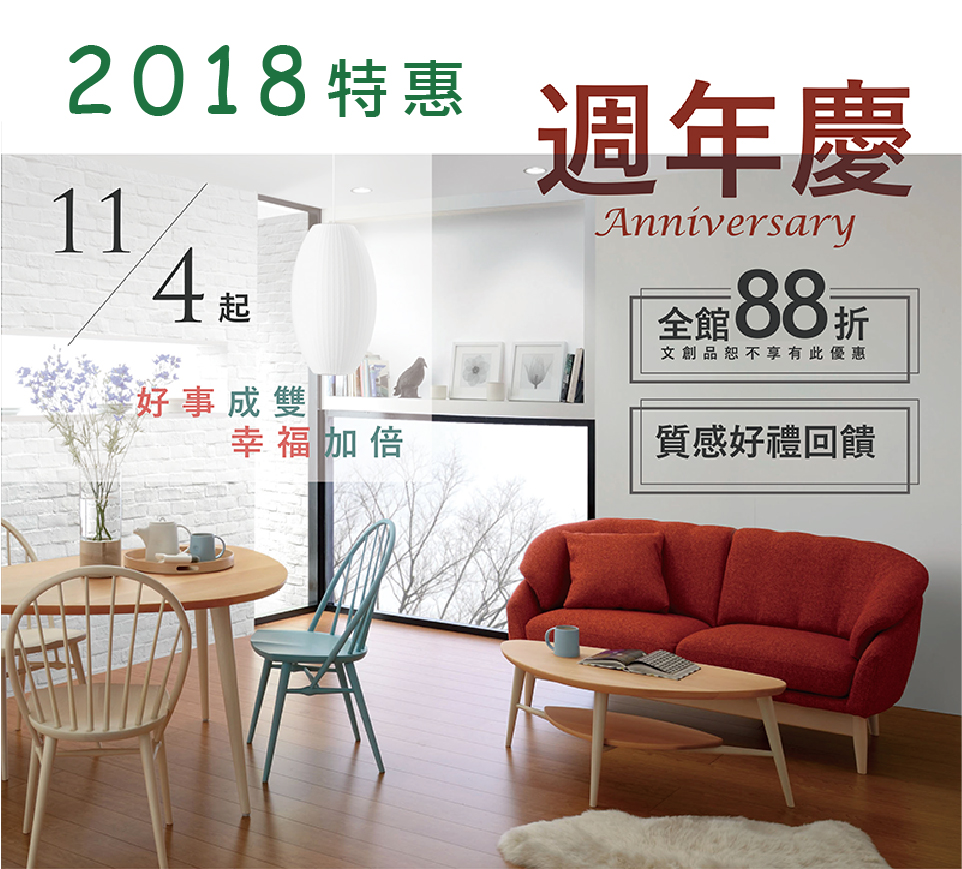 2018特惠
週年慶
Anniversary
11/4起
全館88折
文創品恕不享有此優惠
好事成雙
幸福加倍
質感好禮回饋